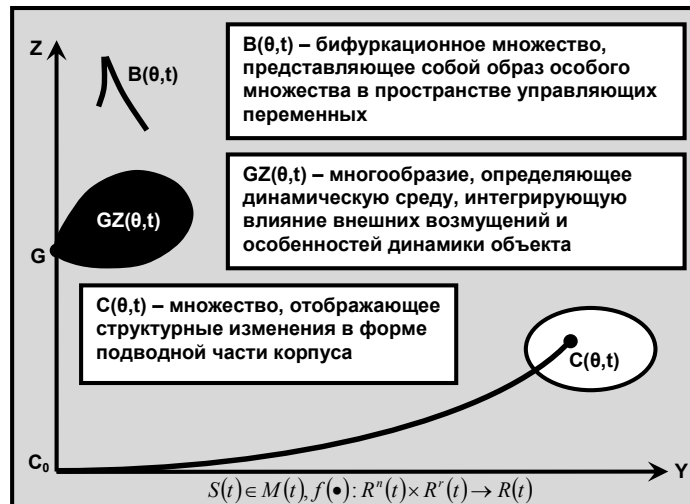 Z
B(θ,t)
B(θ,t) – бифуркационное множество,
представляющее собой образ особого
множества в пространстве управляющих
переменных
GZ(θ,t)
G
GZ(θ,t) – многообразие, определяющее
динамическую среду, интегрирующую
влияние внешних возмущений и
особенностей динамики объекта
C(θ,t) – множество, отображающее
структурные изменения в форме
подводной части корпуса
C(θ,t)
C₀
Y
S(t)∈M(t), f(•): Rⁿ(t)×Rʳ(t)→R(t)